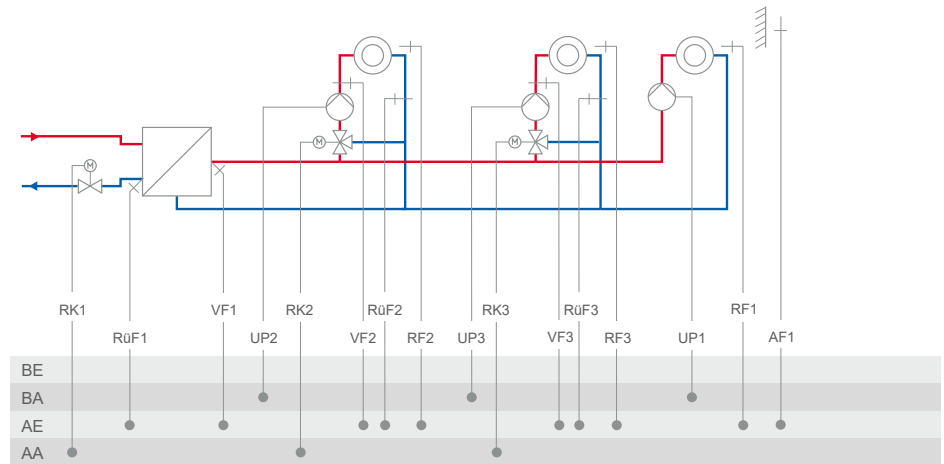 M
M
M
RK1
VF1
RK2
RüF2
RK3
RüF3
RF1
RüF1
UP2
VF2
RF2
UP3
VF3
RF3
UP1
AF1
BE
BA
AE
AA